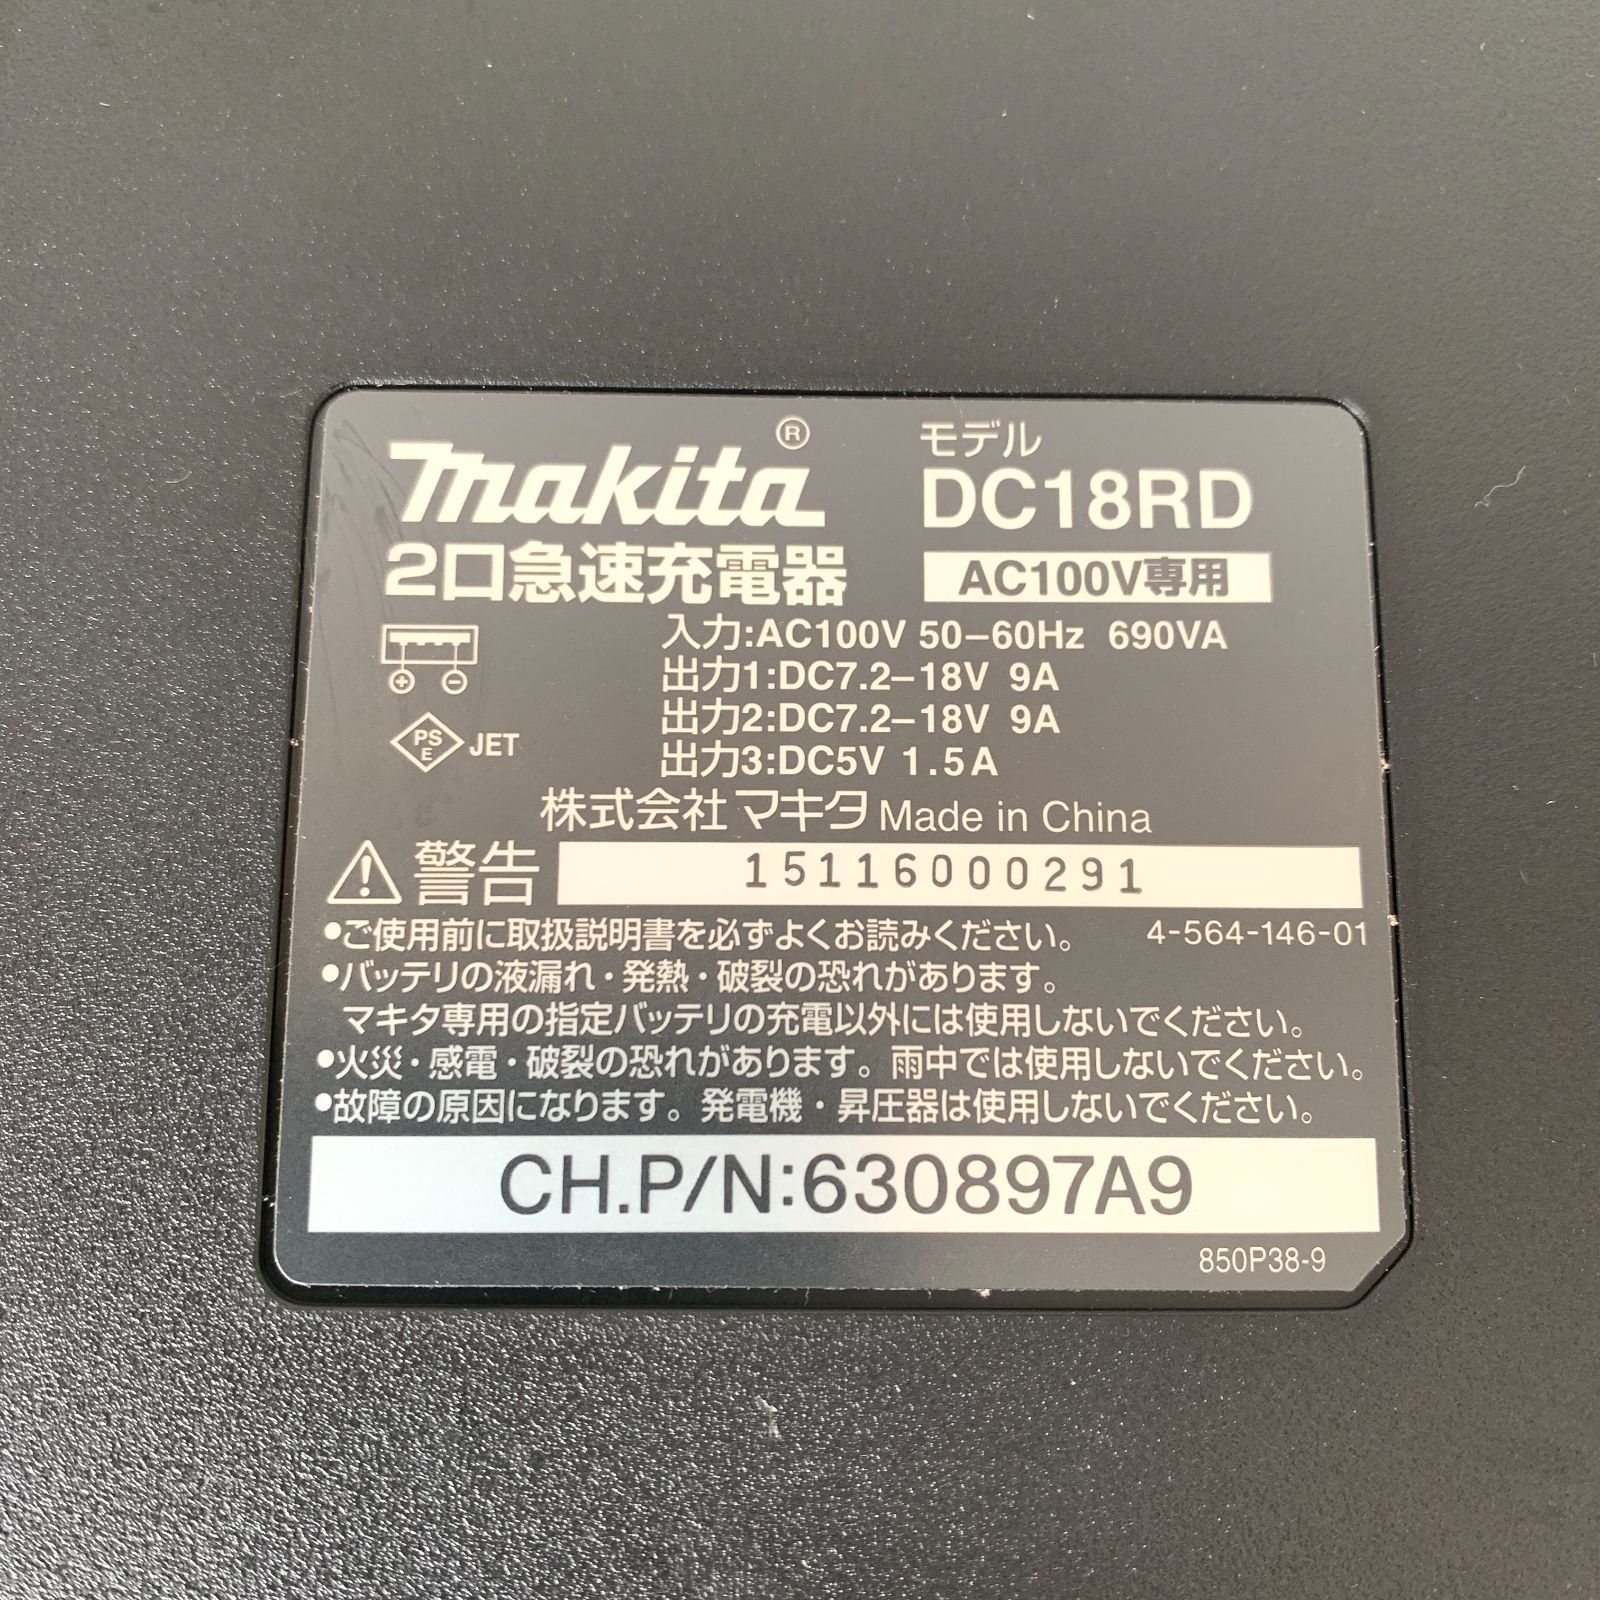 makita®
モデル
DC18RD
2口急速充電器
AC100V専用
入力:AC100V 50–60Hz 690VA
出力1:DC7.2–18V 9A
出力2:DC7.2–18V 9A
出力3:DC5V 1.5A
PS
E
JET
株式会社マキタ Made in China
警告
15116000291
•ご使用前に取扱説明書を必ずよくお読みください。 4-564-146-01
•バッテリの液漏れ・発熱・破裂の恐れがあります。
マキタ専用の指定バッテリの充電以外には使用しないでください。
•火災・感電・破裂の恐れがあります。雨中では使用しないでください。
•故障の原因になります。発電機・昇圧器は使用しないでください。
CH.P/N:630897A9
850P38-9